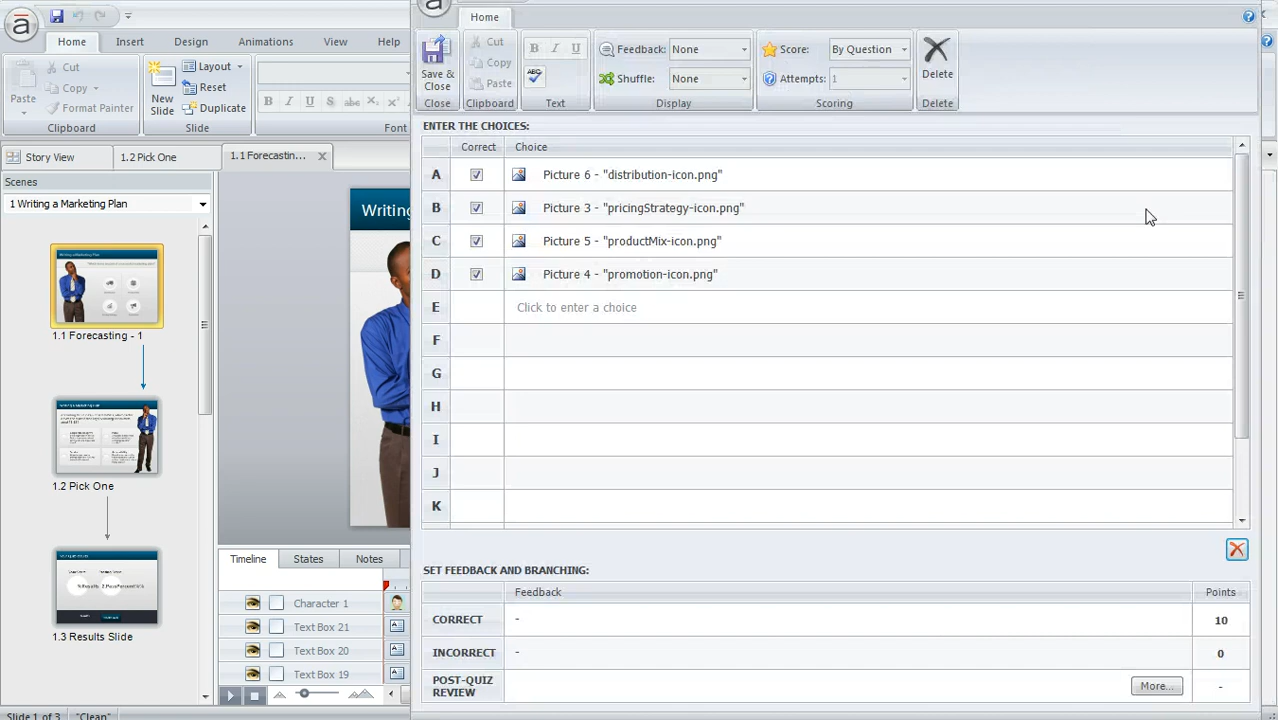 Home Insert Design Animations View Help
Paste
Cut
Copy
Format Painter
Clipboard
New
Slide
Layout
Reset
Duplicate
Slide
B I U S abc
Font
Story View 1.2 Pick One 1.1 Forecastin...
Scenes
1 Writing a Marketing Plan
1.1 Forecasting - 1
1.2 Pick One
1.3 Results Slide
Writing
Timeline States Notes
Character 1
Text Box 21
Text Box 20
Text Box 19
Slide 1 of 3 "Clean"
Home
Save &
Close
Close
Cut
Copy
Paste
Clipboard
B I U
ABC
Text
Feedback: None
Shuffle: None
Display
Score: By Question
Attempts: 1
Scoring
Delete
Delete
ENTER THE CHOICES:
Correct Choice
A Picture 6 - "distribution-icon.png"
B Picture 3 - "pricingStrategy-icon.png"
C Picture 5 - "productMix-icon.png"
D Picture 4 - "promotion-icon.png"
E Click to enter a choice
F
G
H
I
J
K
SET FEEDBACK AND BRANCHING:
Feedback Points
CORRECT - 10
INCORRECT - 0
POST-QUIZ
REVIEW More... -